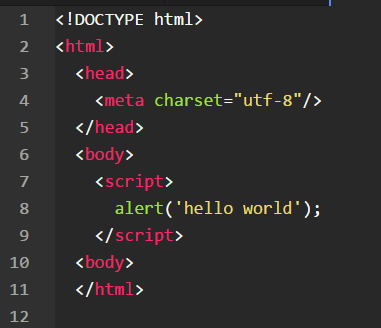 1 <!DOCTYPE html>
2 <html>
3   <head>
4     <meta charset="utf-8"/>
5   </head>
6   <body>
7     <script>
8       alert('hello world');
9     </script>
10   <body>
11   </html>
12